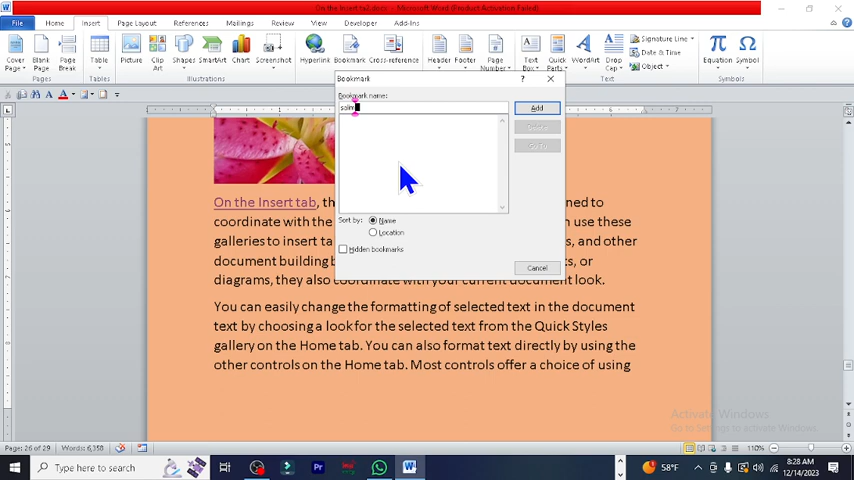 On the Insert tab2.docx - Microsoft Word (Product Activation Failed)
File Home Insert Page Layout References Mailings Review View Developer Add-Ins
Cover Page Blank Page Page Break Table Picture Clip Art Shapes SmartArt Chart Screenshot Hyperlink Bookmark Cross-reference Header Footer Page Number Text Box Quick Parts WordArt Drop Cap Signature Line Date & Time Object Equation Symbol
Pages Tables Illustrations Text Symbols
Bookmark
Bookmark name:
Add
Delete
Go To
Sort by: Name
Location
Hidden bookmarks
Cancel
On the Insert tab, th
ned to
coordinate with the
n use these
galleries to insert ta
s, and other
document building b
ks, or
diagrams, they also coordinate with your current document look.
You can easily change the formatting of selected text in the document
text by choosing a look for the selected text from the Quick Styles
gallery on the Home tab. You can also format text directly by using the
other controls on the Home tab. Most controls offer a choice of using
Activate Windows
Go to Settings to activate Windows.
Page: 26 of 29 Words: 6,358 110%
Type here to search 58°F 8:28 AM
12/14/2023